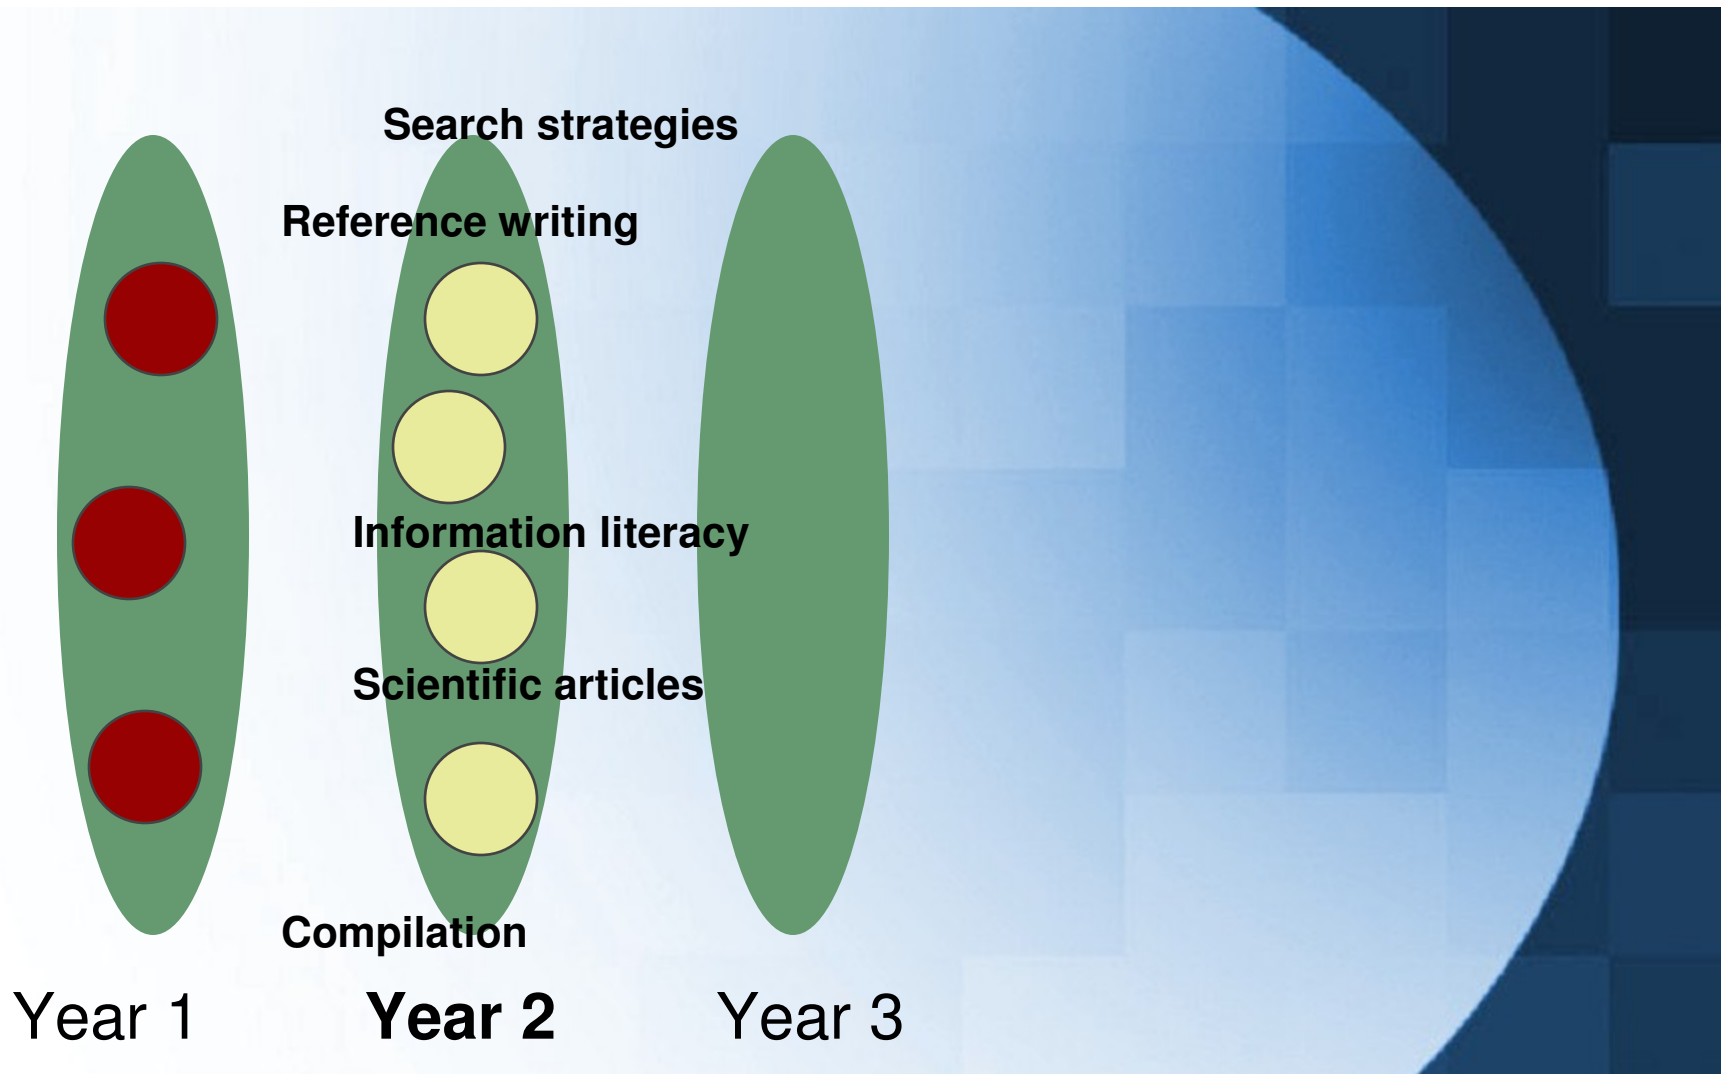 Search strategies
Reference writing
Information literacy
Scientific articles
Compilation
Year 1
Year 2
Year 3